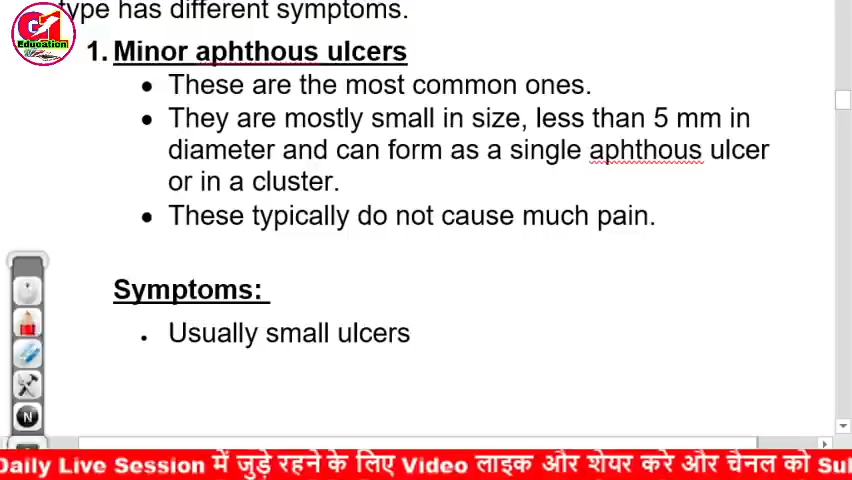 type has different symptoms.
GI
Education
1. Minor aphthous ulcers
• These are the most common ones.
• They are mostly small in size, less than 5 mm in
diameter and can form as a single aphthous ulcer
or in a cluster.
• These typically do not cause much pain.
Symptoms:
• Usually small ulcers
N
Daily Live Session में जुड़े रहने के लिए Video लाइक और शेयर करे और चैनल को Su